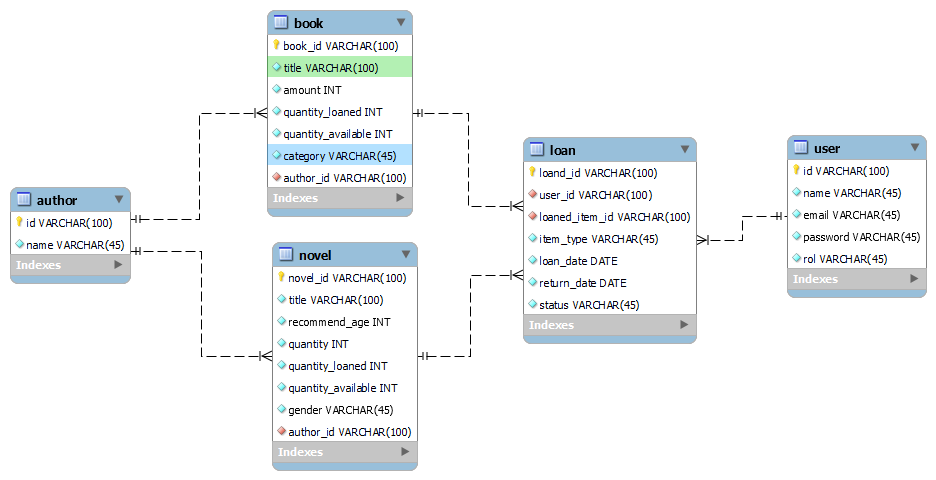 author
id VARCHAR(100)
name VARCHAR(45)
Indexes
book
book_id VARCHAR(100)
title VARCHAR(100)
amount INT
quantity_loaned INT
quantity_available INT
category VARCHAR(45)
author_id VARCHAR(100)
Indexes
novel
novel_id VARCHAR(100)
title VARCHAR(100)
recommend_age INT
quantity INT
quantity_loaned INT
quantity_available INT
gender VARCHAR(45)
author_id VARCHAR(100)
Indexes
loan
loand_id VARCHAR(100)
user_id VARCHAR(100)
loaned_item_id VARCHAR(100)
item_type VARCHAR(45)
loan_date DATE
return_date DATE
status VARCHAR(45)
Indexes
user
id VARCHAR(100)
name VARCHAR(45)
email VARCHAR(45)
password VARCHAR(45)
rol VARCHAR(45)
Indexes